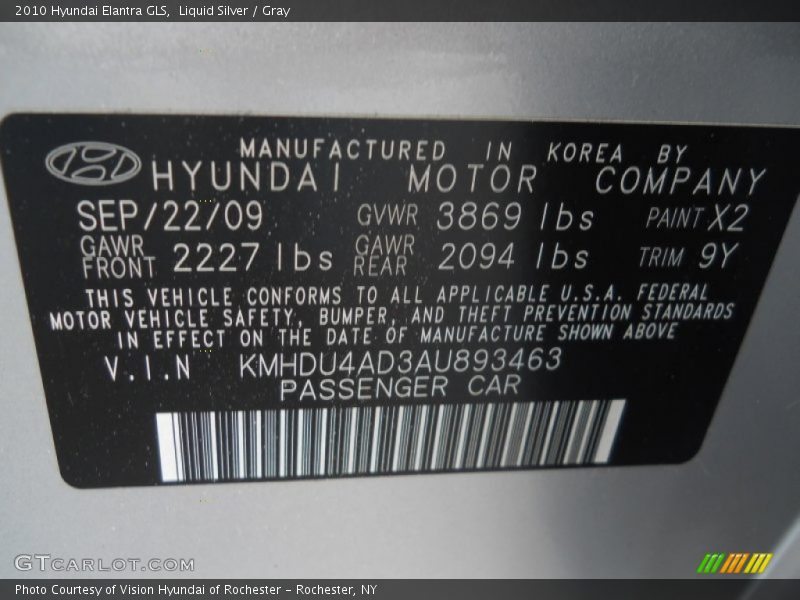 2010 Hyundai Elantra GLS, Liquid Silver / Gray
MANUFACTURED IN KOREA BY
HYUNDAI MOTOR COMPANY
SEP/22/09 GVWR 3869 lbs PAINT X2
GAWR FRONT 2227 lbs GAWR REAR 2094 lbs TRIM 9Y
THIS VEHICLE CONFORMS TO ALL APPLICABLE U.S.A. FEDERAL
MOTOR VEHICLE SAFETY, BUMPER, AND THEFT PREVENTION STANDARDS
IN EFFECT ON THE DATE OF MANUFACTURE SHOWN ABOVE
V.I.N KMHDU4AD3AU893463
PASSENGER CAR
GTCARLOT.COM
Photo Courtesy of Vision Hyundai of Rochester - Rochester, NY